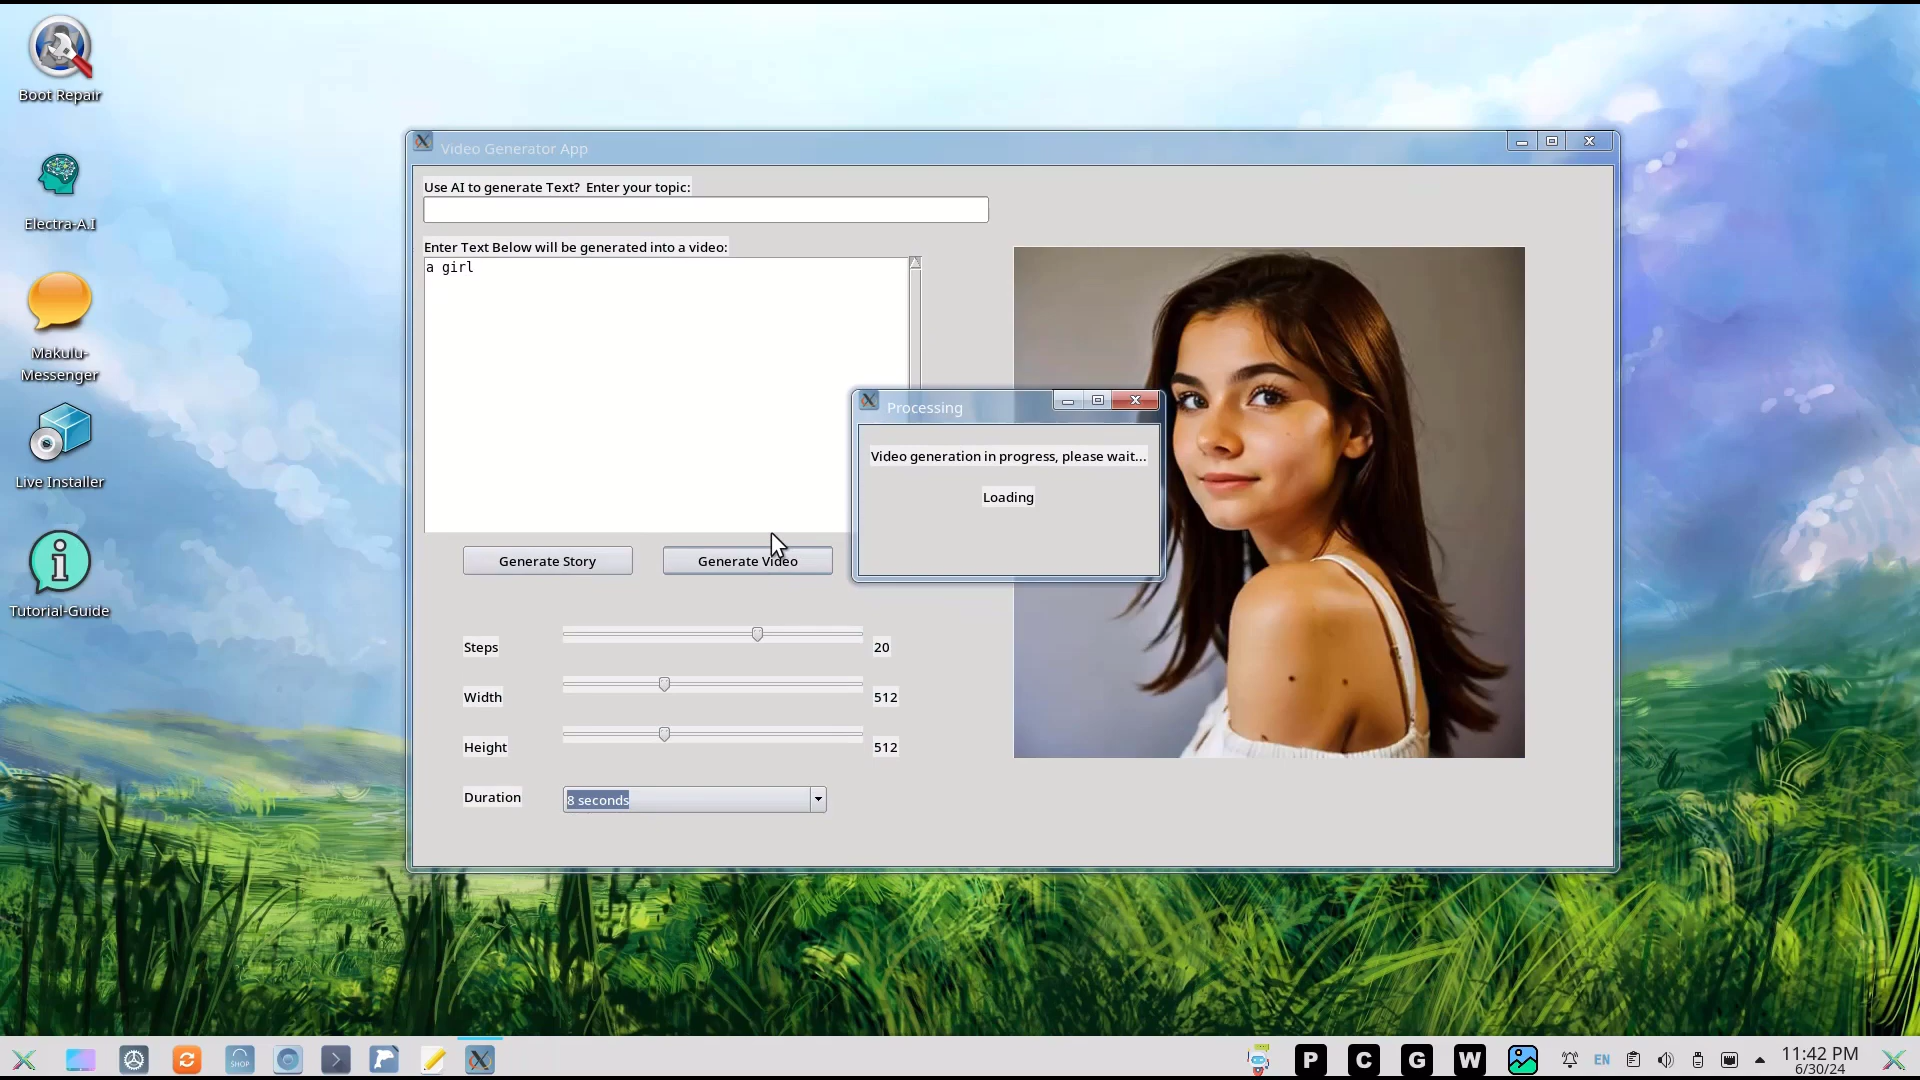 Boot Repair
Electra-A.I
Makulu-
Messenger
Live Installer
Tutorial-Guide
Video Generator App
Use AI to generate Text?  Enter your topic:
Enter Text Below will be generated into a video:
a girl
Processing
Video generation in progress, please wait...
Loading
Generate Story
Generate Video
Steps
20
Width
512
Height
512
Duration
8 seconds
SHOP
P
C
G
W
EN
11:42 PM
6/30/24